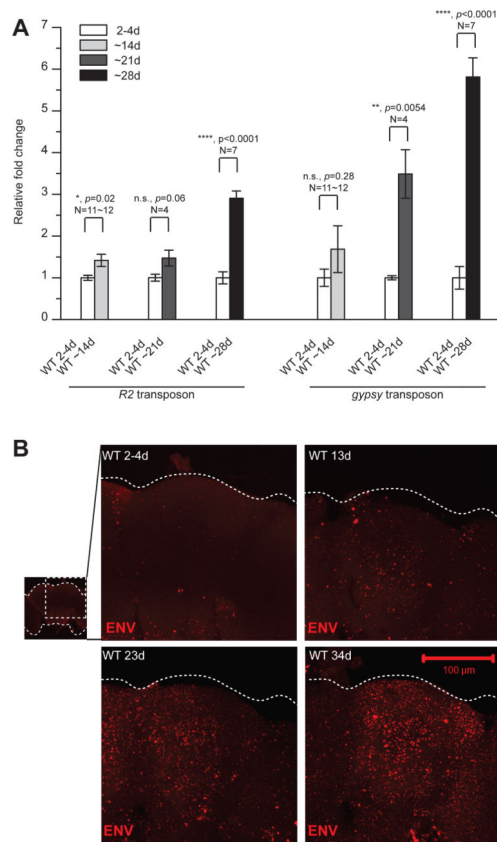 A
Relative fold change
7
6
5
4
3
2
1
0
2-4d
~14d
~21d
~28d
*, p=0.02
N=11~12
n.s., p=0.06
N=4
****, p<0.0001
N=7
n.s., p=0.28
N=11~12
**, p=0.0054
N=4
****, p<0.0001
N=7
WT 2-4d
WT ~14d
WT 2-4d
WT ~21d
WT 2-4d
WT ~28d
WT 2-4d
WT ~14d
WT 2-4d
WT ~21d
WT 2-4d
WT ~28d
R2 transposon
gypsy transposon
B
WT 2-4d
ENV
WT 13d
ENV
WT 23d
ENV
WT 34d
100 µm
ENV